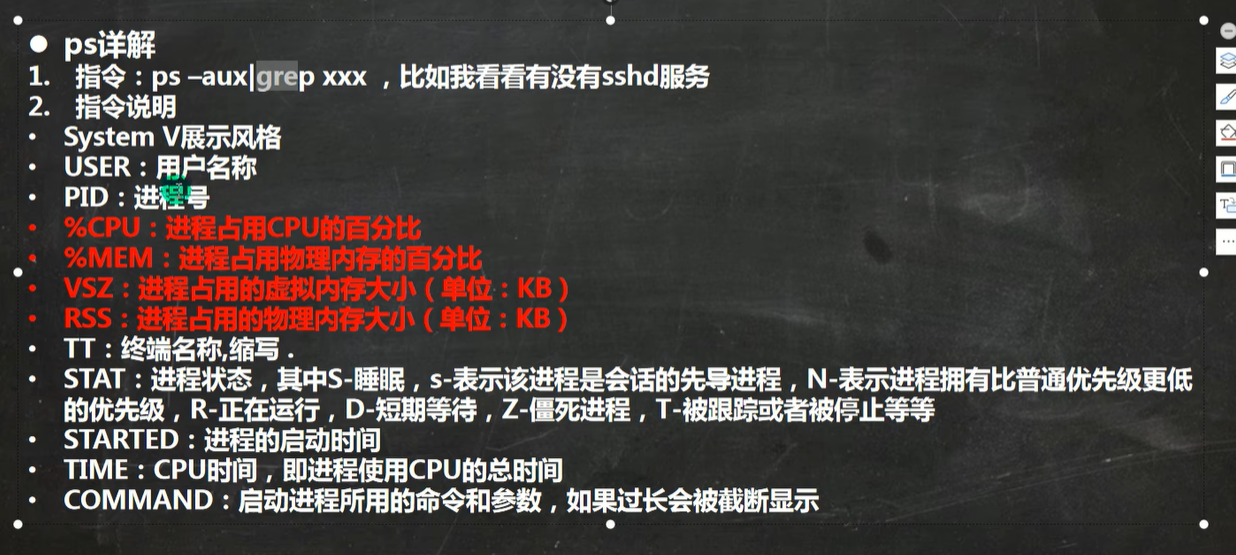 ● ps详解
1. 指令：ps –aux|grep xxx ，比如我看看有没有sshd服务
2. 指令说明
• System V展示风格
• USER：用户名称
• PID：进程号
• %CPU：进程占用CPU的百分比
• %MEM：进程占用物理内存的百分比
• VSZ：进程占用的虚拟内存大小（单位：KB）
• RSS：进程占用的物理内存大小（单位：KB）
• TT：终端名称,缩写．
• STAT：进程状态，其中S-睡眠，s-表示该进程是会话的先导进程，N-表示进程拥有比普通优先级更低
的优先级，R-正在运行，D-短期等待，Z-僵死进程，T-被跟踪或者被停止等等
• STARTED：进程的启动时间
• TIME：CPU时间，即进程使用CPU的总时间
• COMMAND：启动进程所用的命令和参数，如果过长会被截断显示